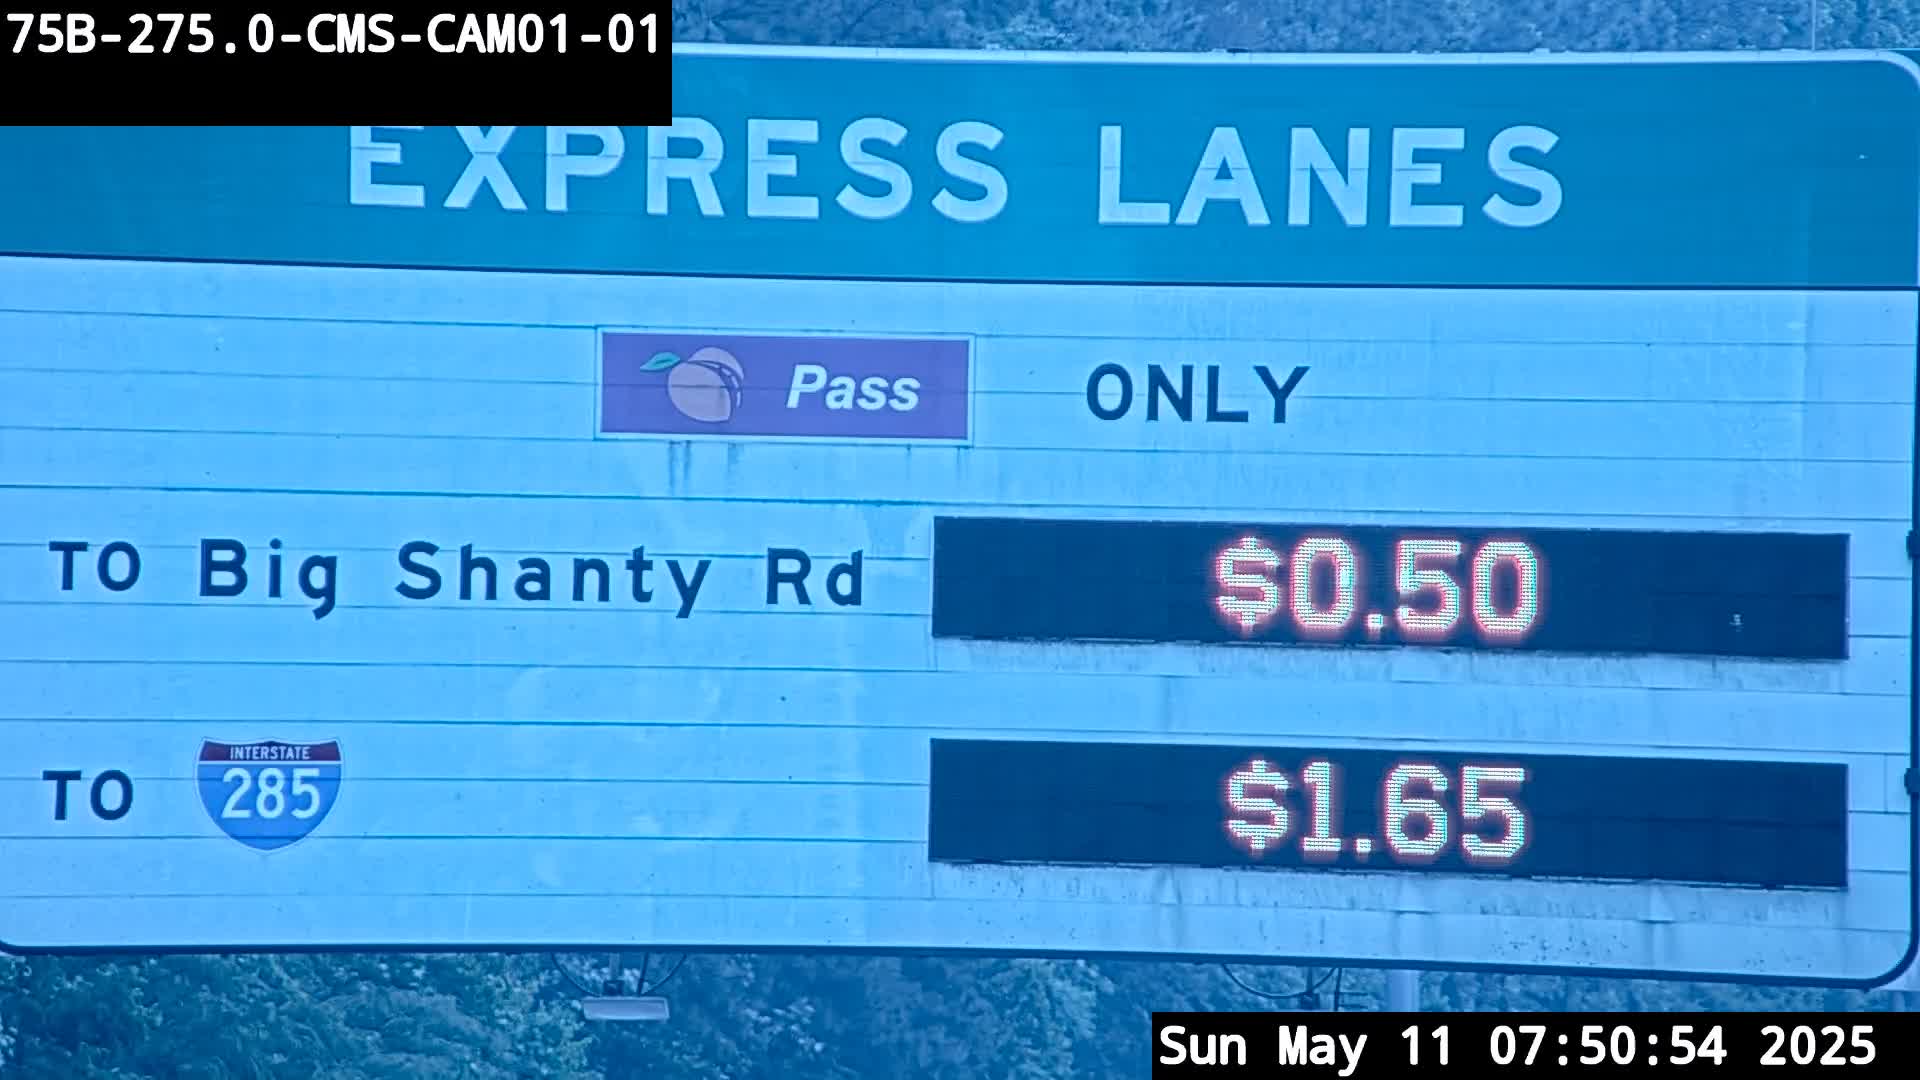 75B-275.0-CMS-CAM01-01
EXPRESS LANES
Pass ONLY
TO Big Shanty Rd $0.50
TO INTERSTATE 285 $1.65
Sun May 11 07:50:54 2025